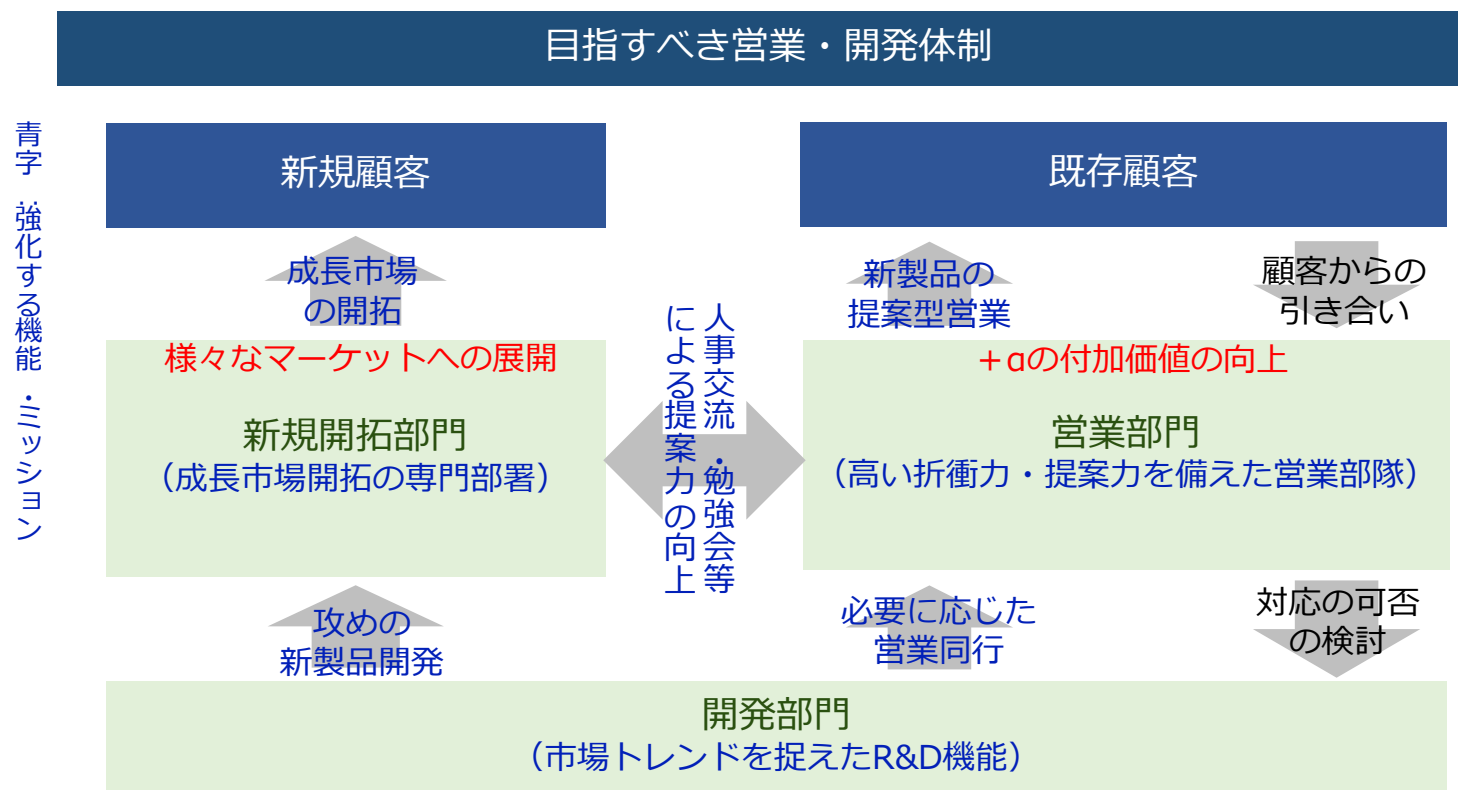 目指すべき営業・開発体制
青字：強化する機能・ミッション
新規顧客
既存顧客
成長市場
の開拓
新製品の
提案型営業
顧客からの
引き合い
様々なマーケットへの展開
新規開拓部門
（成長市場開拓の専門部署）
人事交流・勉強会等
による提案力の向上
＋αの付加価値の向上
営業部門
（高い折衝力・提案力を備えた営業部隊）
攻めの
新製品開発
必要に応じた
営業同行
対応の可否
の検討
開発部門
（市場トレンドを捉えたR&D機能）